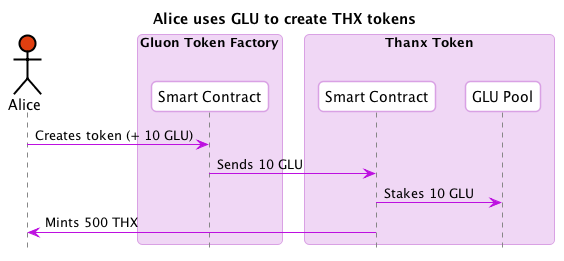 Alice uses GLU to create THX tokens
Gluon Token Factory
Thanx Token
Alice
Smart Contract
Smart Contract
GLU Pool
Creates token (+ 10 GLU)
Sends 10 GLU
Stakes 10 GLU
Mints 500 THX